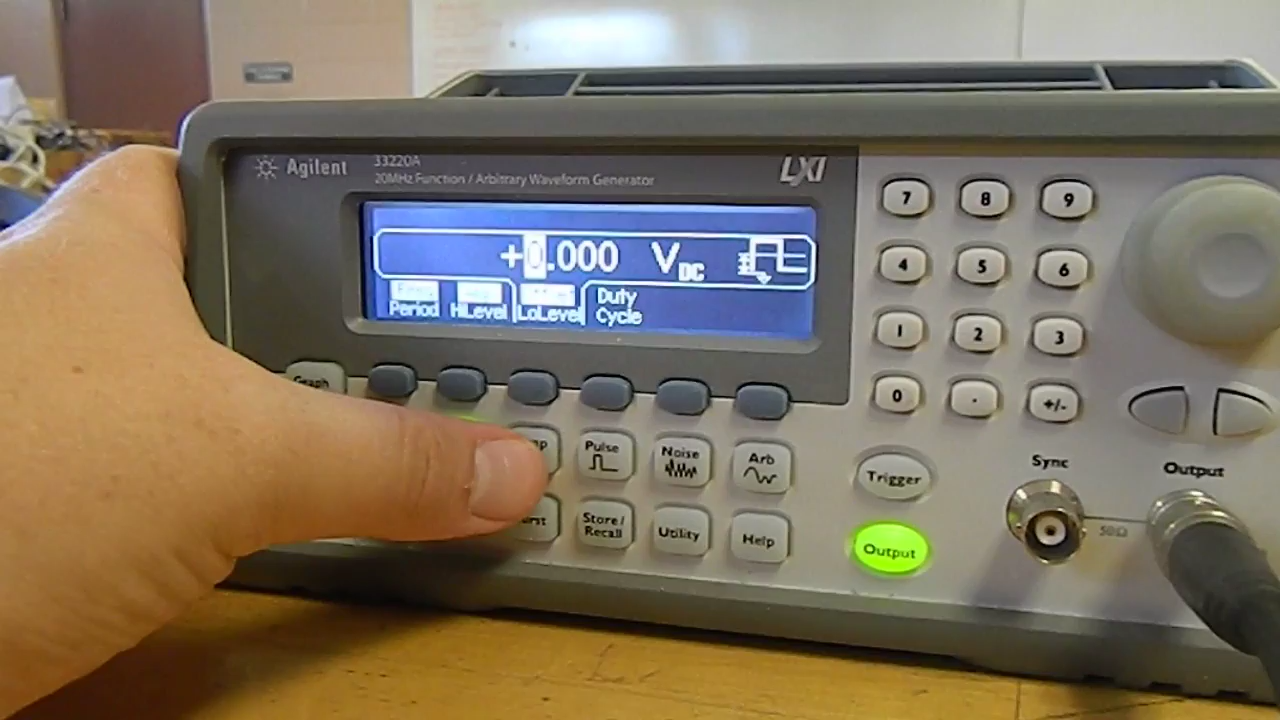 Agilent
33220A
20MHz Function / Arbitrary Waveform Generator
LXI
+0.000 VDC
Period HiLevel LoLevel Duty Cycle
Graph
7 8 9
4 5 6
1 2 3
0 . +/-
Pulse Noise Arb
Store/ Recall Utility Help
Trigger
Output
Sync
50Ω
Output